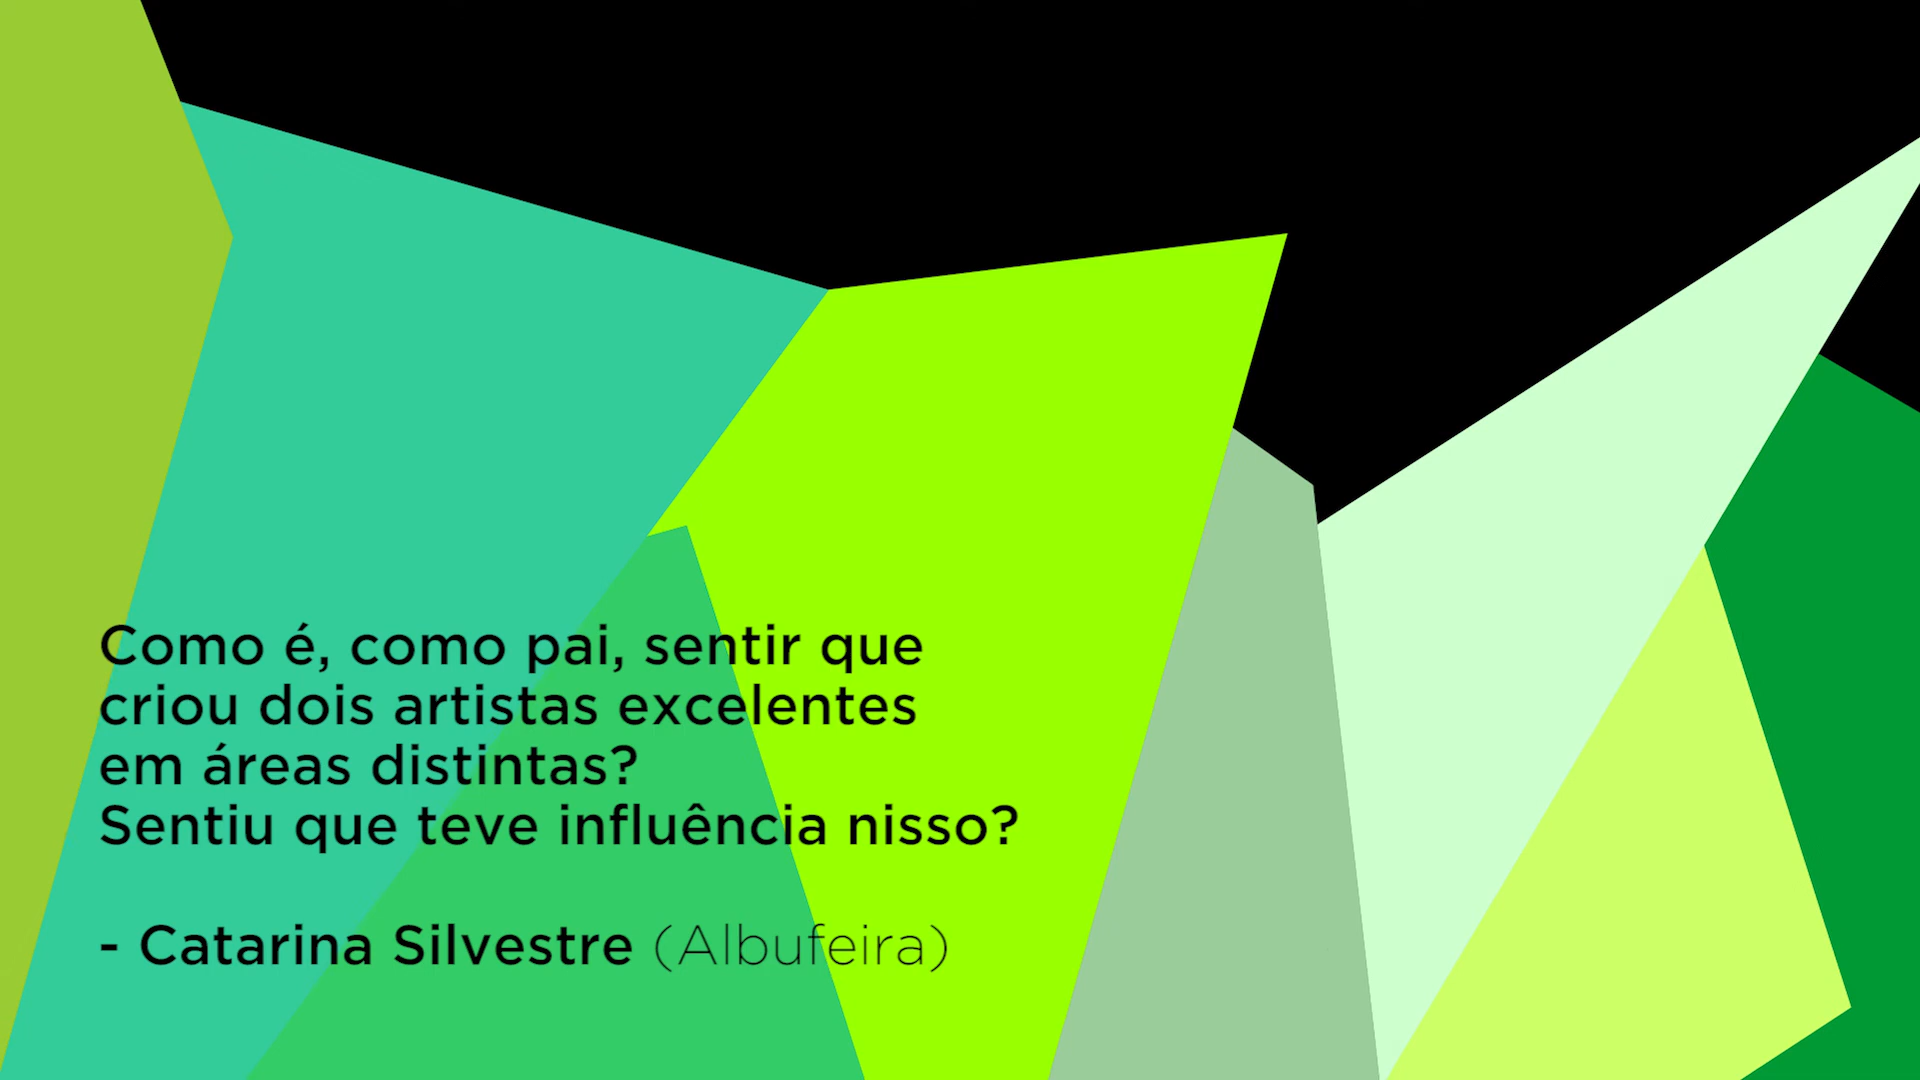 Como é, como pai, sentir que
criou dois artistas excelentes
em áreas distintas?
Sentiu que teve influência nisso?
- Catarina Silvestre (Albufeira)